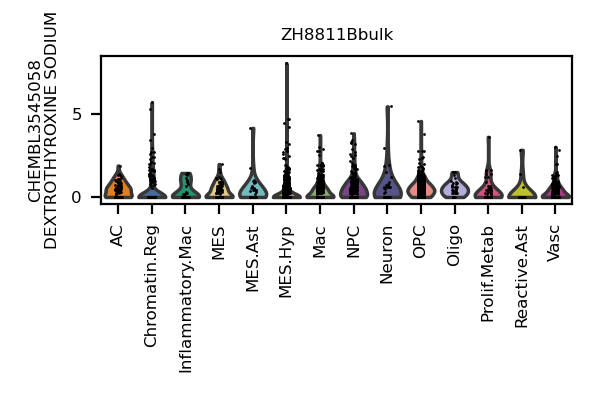 ZH8811Bbulk
CHEMBL3545058
DEXTROTHYROXINE SODIUM
5
0
AC
Chromatin.Reg
Inflammatory.Mac
MES
MES.Ast
MES.Hyp
Mac
NPC
Neuron
OPC
Oligo
Prolif.Metab
Reactive.Ast
Vasc